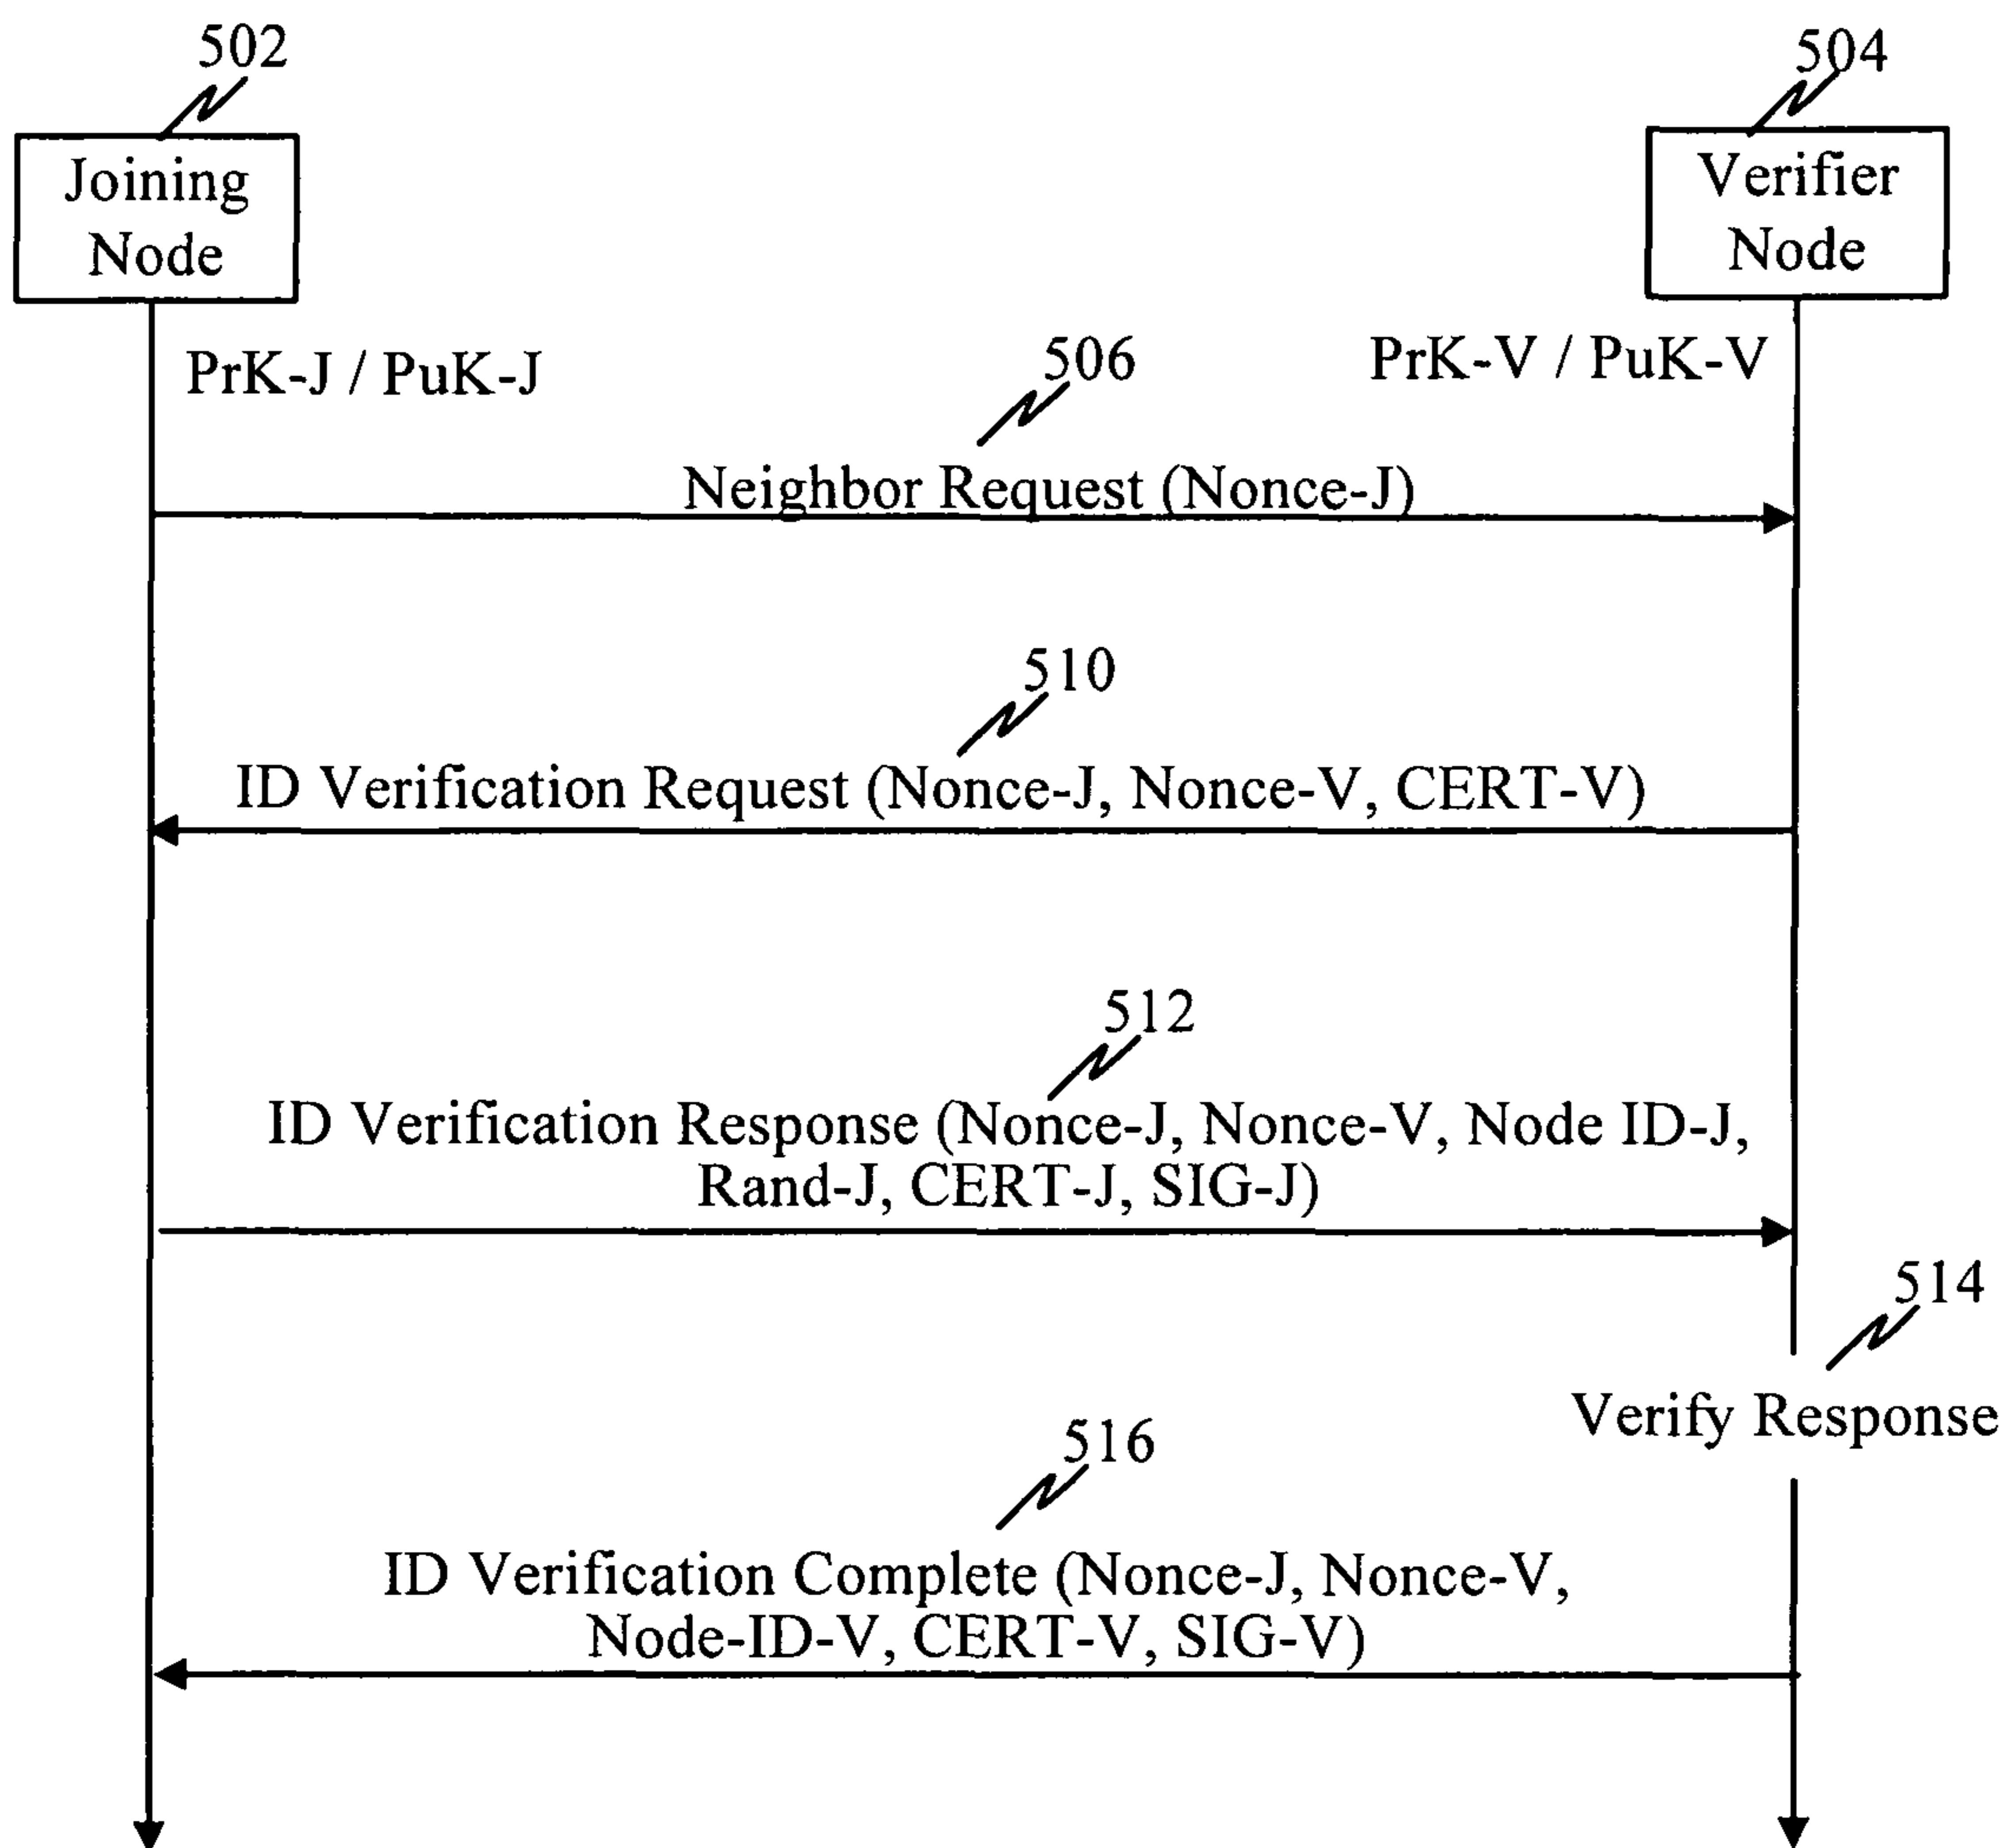 502
504
Joining
Node
Verifier
Node
PrK-J / PuK-J
506
PrK-V / PuK-V
Neighbor Request (Nonce-J)
510
ID Verification Request (Nonce-J, Nonce-V, CERT-V)
512
ID Verification Response (Nonce-J, Nonce-V, Node ID-J,
Rand-J, CERT-J, SIG-J)
514
Verify Response
516
ID Verification Complete (Nonce-J, Nonce-V,
Node-ID-V, CERT-V, SIG-V)